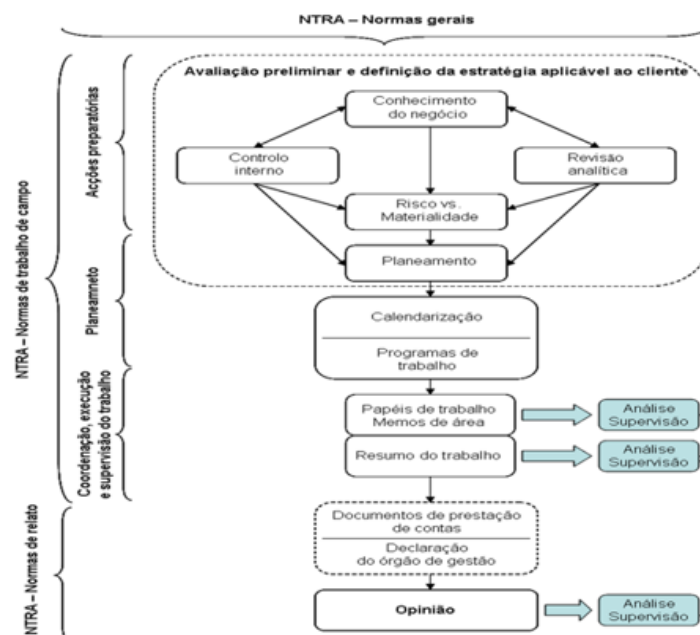 NTRA – Normas gerais
Avaliação preliminar e definição da estratégia aplicável ao cliente
Conhecimento
do negócio
Controlo
interno
Revisão
analítica
Risco vs.
Materialidade
Planeamento
Calendarização
Programas de
trabalho
Papéis de trabalho
Memos de área
Análise
Supervisão
Resumo do trabalho
Análise
Supervisão
Documentos de prestação
de contas
Declaração
do órgão de gestão
Opinião
Análise
Supervisão
NTRA – Normas de trabalho de campo
Acções preparatórias
Planeamneto
Coordenação, execução
e supervisão do trabalho
NTRA – Normas de relato